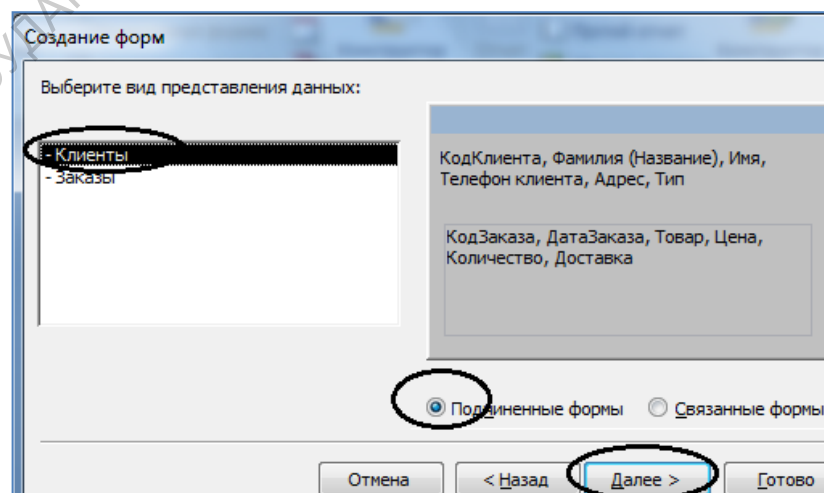 Создание форм
Выберите вид представления данных:
- Клиенты
- Заказы
КодКлиента, Фамилия (Название), Имя,
Телефон клиента, Адрес, Тип
КодЗаказа, ДатаЗаказа, Товар, Цена,
Количество, Доставка
Подчиненные формы
Связанные формы
Отмена
< Назад
Далее >
Готово